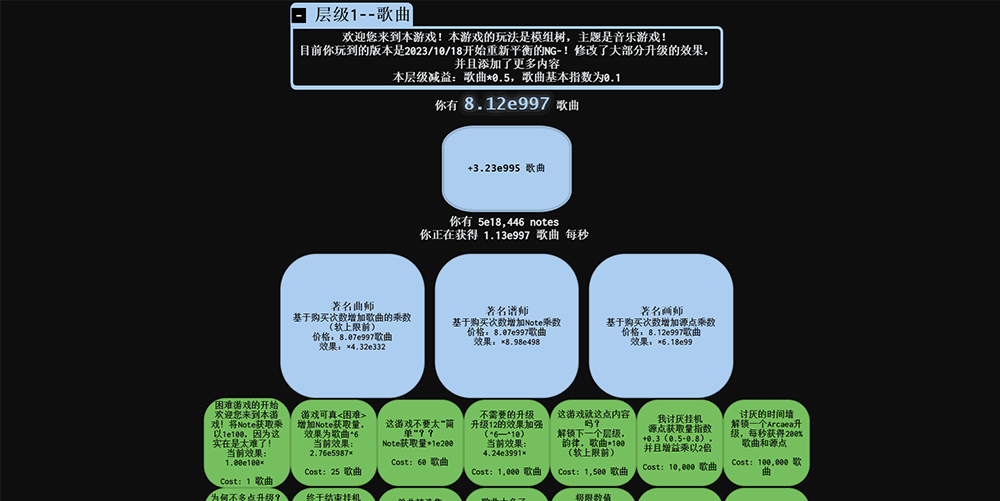 - 层级1--歌曲
欢迎您来到本游戏！本游戏的玩法是模组树，主题是音乐游戏！
目前你玩到的版本是2023/10/18开始重新平衡的NG-！修改了大部分升级的效果，
并且添加了更多内容
本层级减益：歌曲*0.5，歌曲基本指数为0.1
你有 8.12e997 歌曲
+3.23e995 歌曲
你有 5e18,446 notes
你正在获得 1.13e997 歌曲 每秒
著名曲师
基于购买次数增加歌曲的乘数
（软上限前）
价格：8.07e997歌曲
效果：×4.32e332
著名谱师
基于购买次数增加Note乘数
价格：8.07e997歌曲
效果：×8.98e498
著名画师
基于购买次数增加源点乘数
价格：8.12e997歌曲
效果：×6.18e99
困难游戏的开始
欢迎您来到本游
戏！将Note获取乘
以1e100，因为这
实在是太难了！
当前效果：
1.00e100×
Cost: 1 歌曲
游戏可真<困难>
增加Note获取量，
效果为歌曲^6
当前效果：
2.76e5987×
Cost: 25 歌曲
这游戏不要太“简
单”？？
Note获取量*1e200
Cost: 60 歌曲
不需要的升级
升级12的效果加强
（^6——^10）
当前效果：
4.24e3991×
Cost: 1,000 歌曲
这游戏就这点内容
吗？
解锁下一个层级，
韵律，歌曲*100
（软上限前）
Cost: 1,500 歌曲
我讨厌挂机
源点获取量指数
+0.3（0.5-0.8），
并且增益乘以2倍
Cost: 10,000 歌曲
讨厌的时间墙
解锁一个Arcaea升
级，每秒获得200%
歌曲和源点
Cost: 100,000 歌
曲
为何不多点升级？
终于结束挂机
极限数值